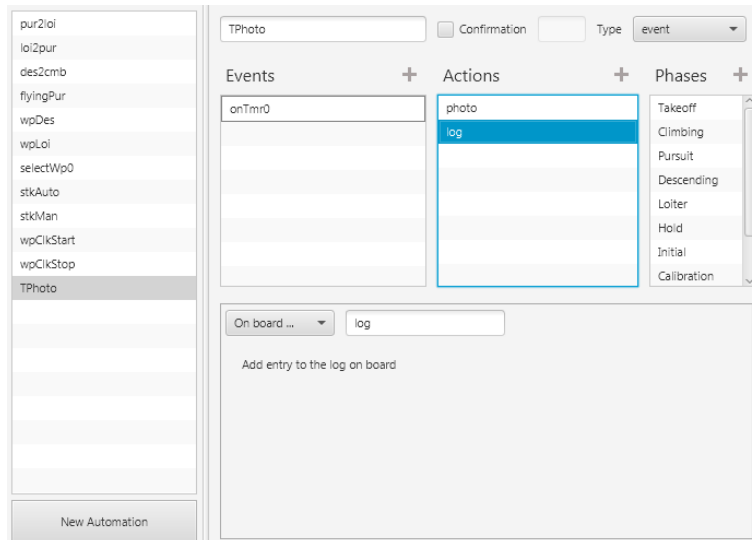 pur2loi
loi2pur
des2cmb
flyingPur
wpDes
wpLoi
selectWp0
stkAuto
stkMan
wpClkStart
wpClkStop
TPhoto
New Automation
TPhoto Confirmation Type event
Events + Actions + Phases +
onTmr0
photo
log
Takeoff
Climbing
Pursuit
Descending
Loiter
Hold
Initial
Calibration
On board ... log
Add entry to the log on board